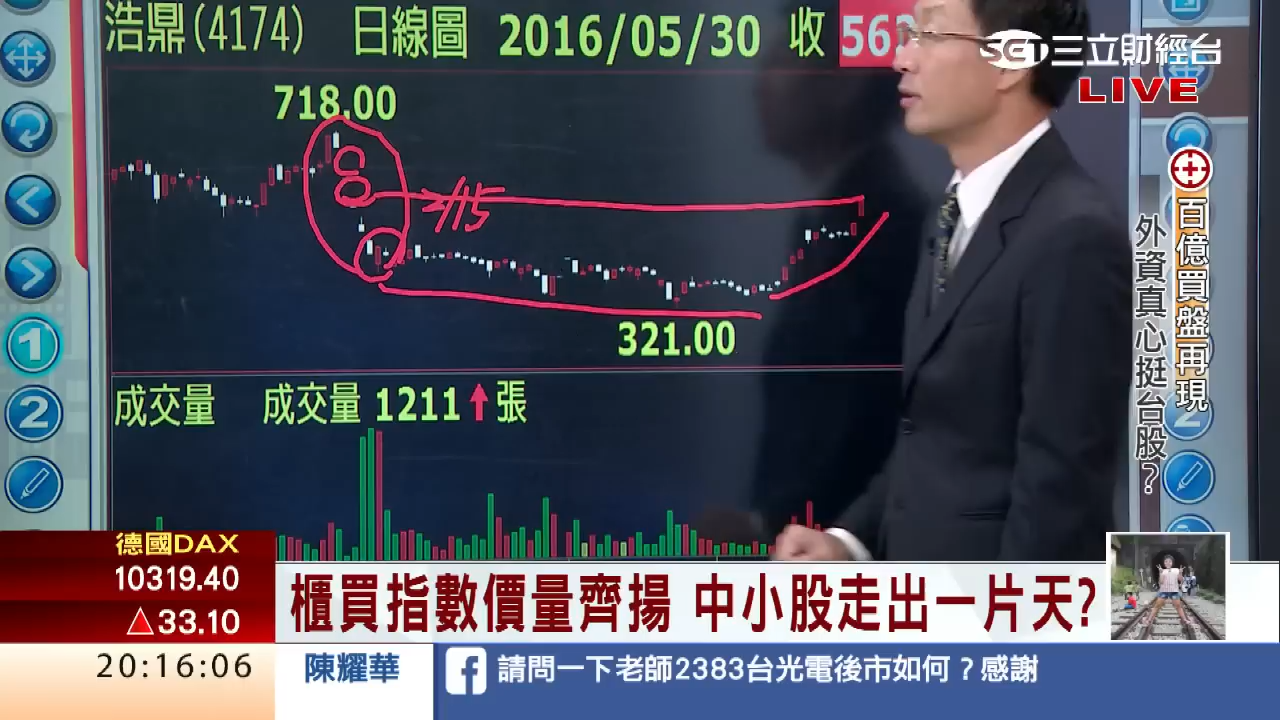 浩鼎(4174) 日線圖 2016/05/30 收 562
SET三立財經台
LIVE
718.00
2/15
321.00
成交量 成交量 1211 張
百億買盤再現
外資真心挺台股?
1
2
2
德國DAX
10319.40
△33.10
櫃買指數價量齊揚 中小股走出一片天?
20:16:06
陳耀華
請問一下老師2383台光電後市如何?感謝